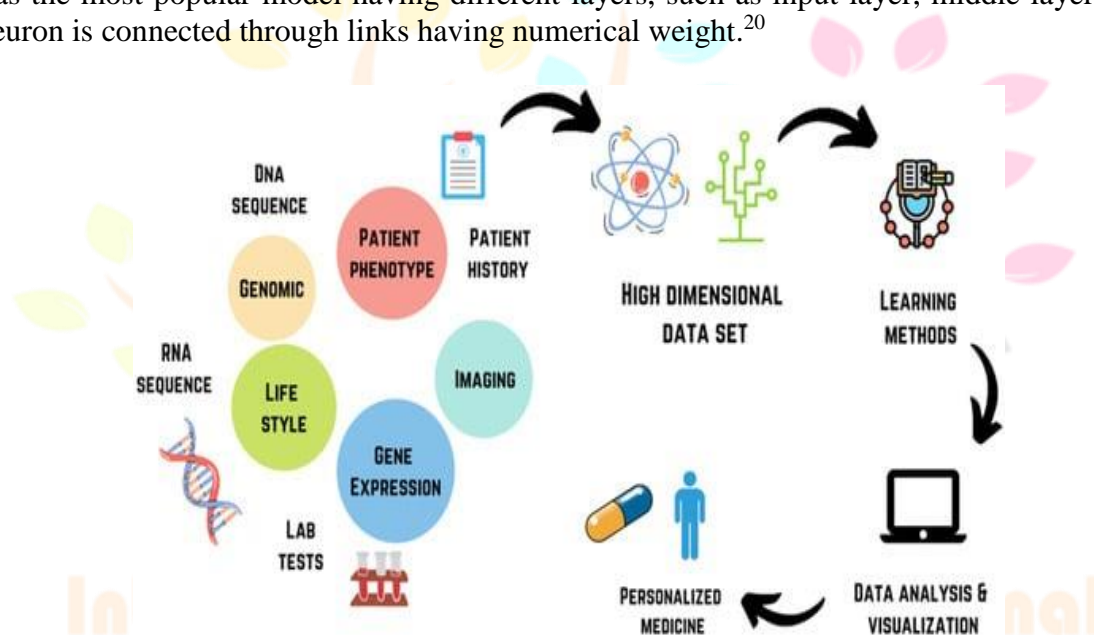 as the most popular model having different layers, such as input layer, middle layer
euron is connected through links having numerical weight.20
DNA
SEQUENCE
PATIENT
PHENOTYPE
PATIENT
HISTORY
GENOMIC
HIGH DIMENSIONAL
DATA SET
LEARNING
METHODS
RNA
SEQUENCE
LIFE
STYLE
IMAGING
GENE
EXPRESSION
LAB
TESTS
PERSONALIZED
MEDICINE
DATA ANALYSIS &
VISUALIZATION
In
nal